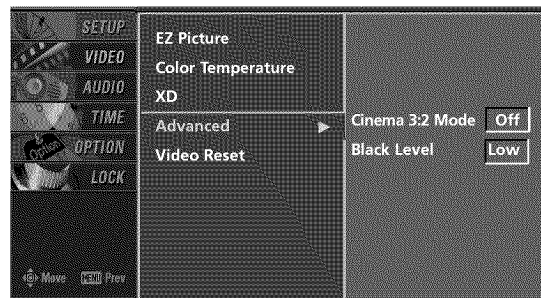 SETUP
VIDEO
AUDIO
TIME
Option OPTION
LOCK
Move MENU Prev
EZ Picture
Color Temperature
XD
Advanced
Video Reset
Cinema 3:2 Mode Off
Black Level Low